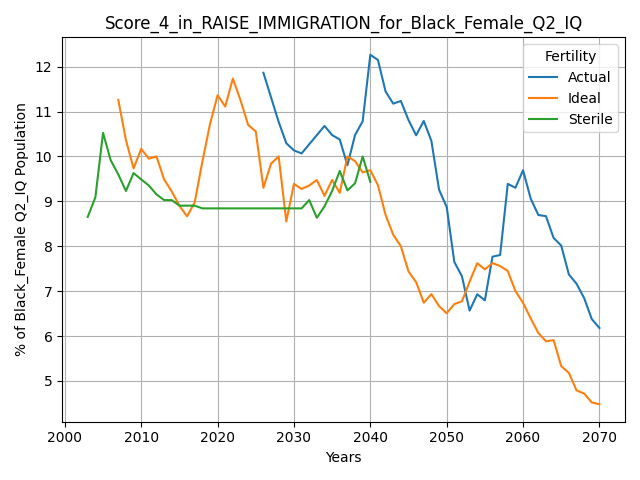 Score_4_in_RAISE_IMMIGRATION_for_Black_Female_Q2_IQ
% of Black_Female Q2_IQ Population
12
11
10
9
8
7
6
5
Fertility
Actual
Ideal
Sterile
2000 2010 2020 2030 2040 2050 2060 2070
Years